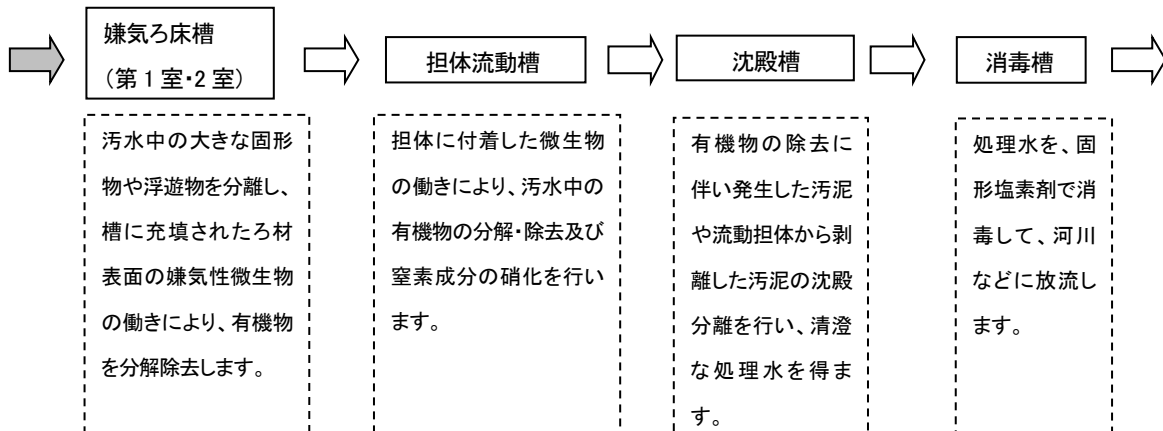 嫌気ろ床槽
(第1室・2室)
汚水中の大きな固形
物や浮遊物を分離し、
槽に充填されたろ材
表面の嫌気性微生物
の働きにより、有機物
を分解除去します。
担体流動槽
担体に付着した微生物
の働きにより、汚水中の
有機物の分解・除去及び
窒素成分の硝化を行い
ます。
沈殿槽
有機物の除去に
伴い発生した汚泥
や流動担体から剥
離した汚泥の沈殿
分離を行い、清澄
な処理水を得ま
す。
消毒槽
処理水を、固
形塩素剤で消
毒して、河川
などに放流し
ます。